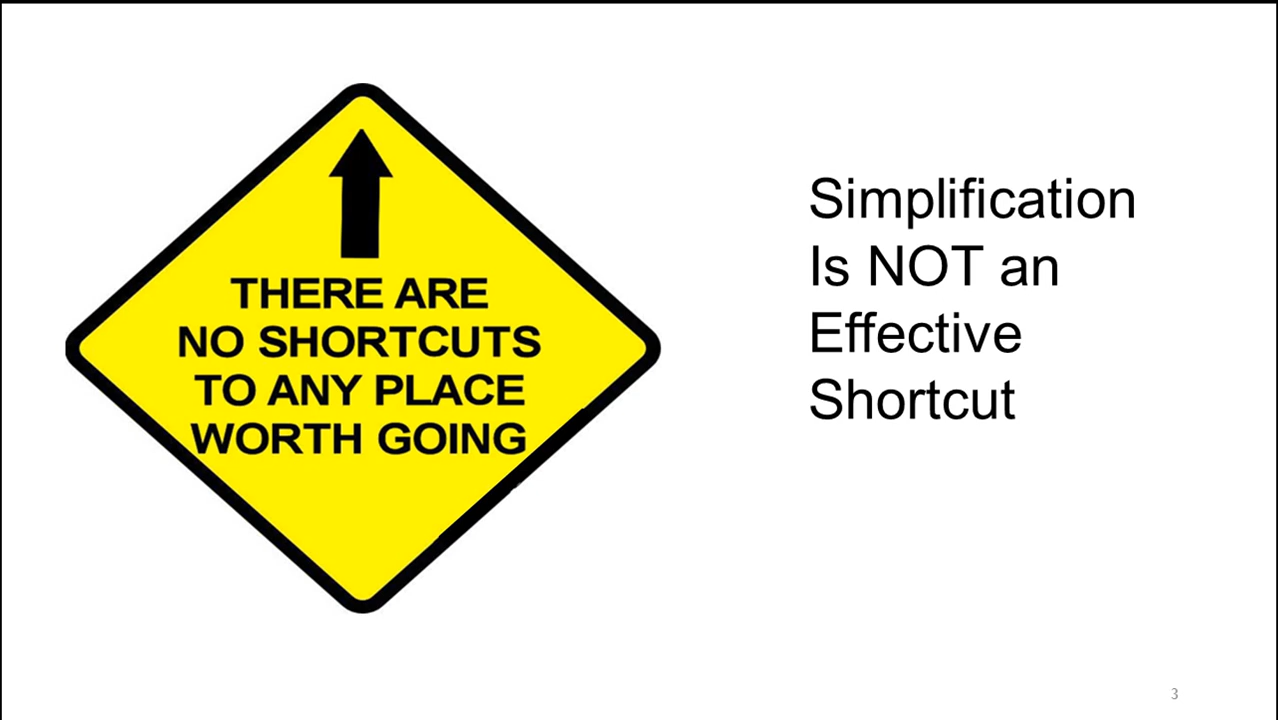 THERE ARE
NO SHORTCUTS
TO ANY PLACE
WORTH GOING
Simplification
Is NOT an
Effective
Shortcut
3